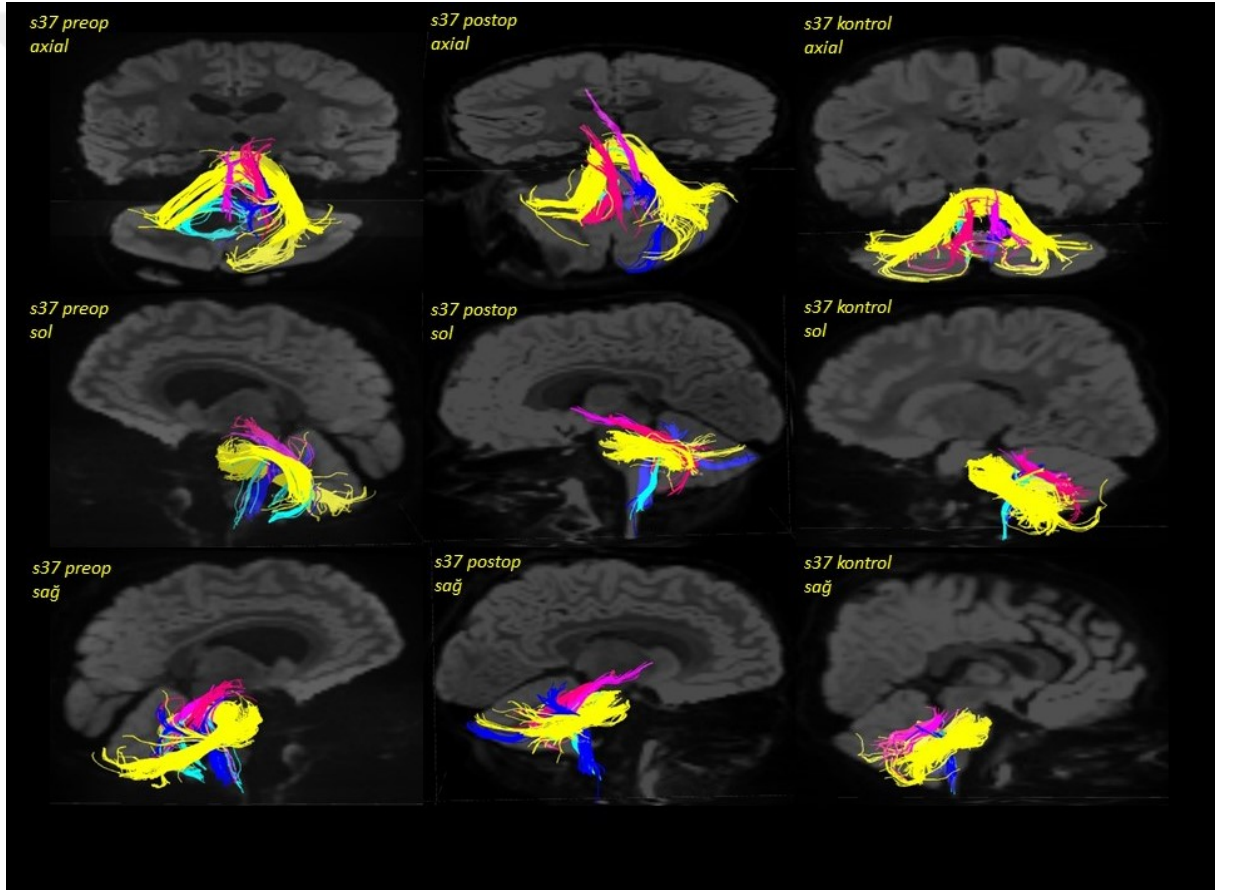 s37 preop
axial
s37 postop
axial
s37 kontrol
axial
s37 preop
sol
s37 postop
sol
s37 kontrol
sol
s37 preop
sağ
s37 postop
sağ
s37 kontrol
sağ